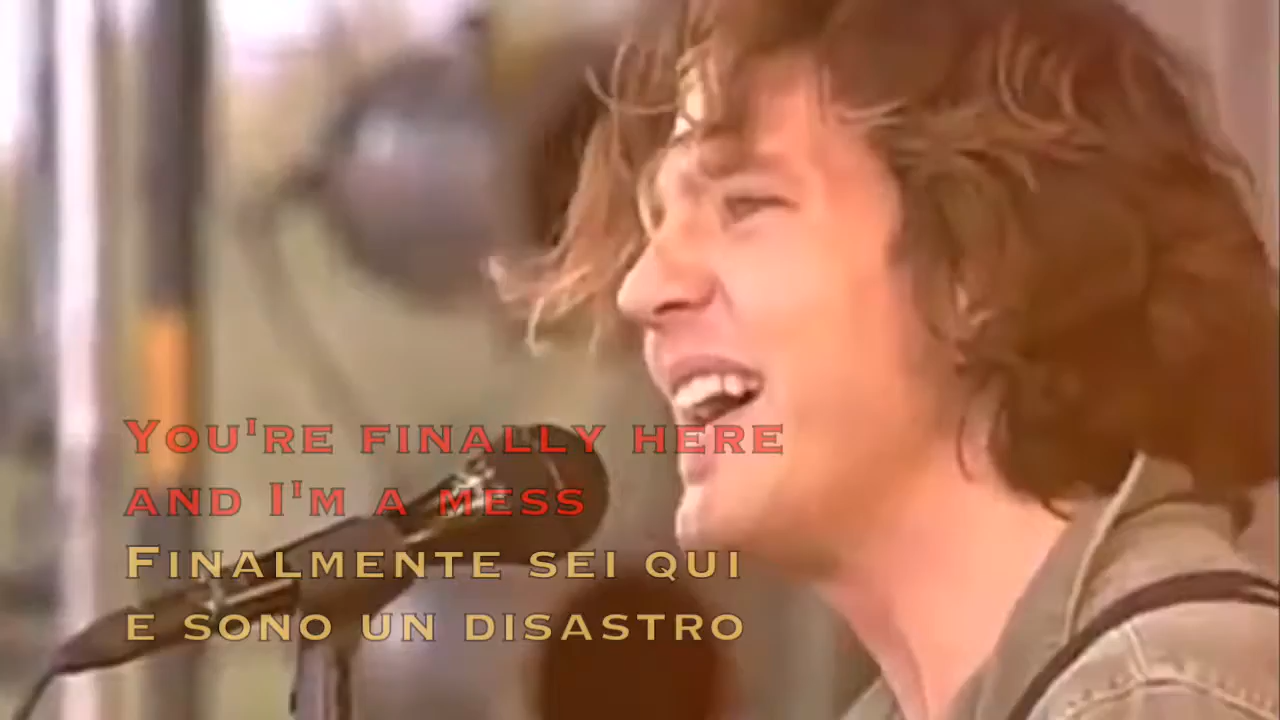 You're finally here
and I'm a mess
Finalmente sei qui
e sono un disastro